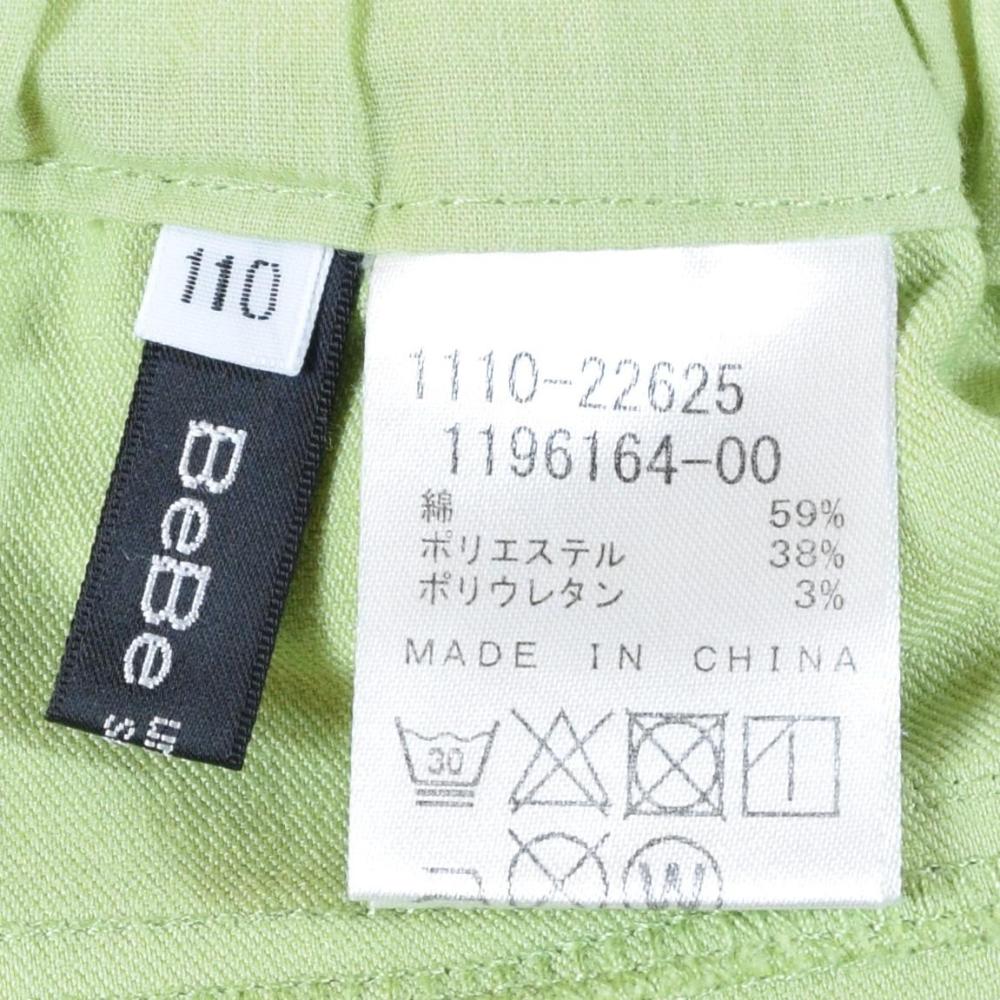 110
BeBe
1110-22625
1196164-00
綿 59%
ポリエステル 38%
ポリウレタン 3%
MADE IN CHINA
30
W